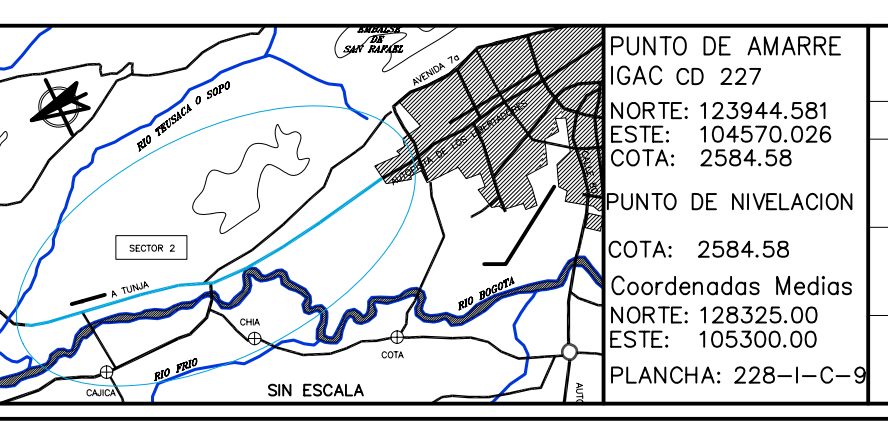 EMBALSE
DE
SAN RAFAEL
AVENIDA 7a
RIO TEUSACA O SOPO
AUTOPISTA DE LOS LIBERTADORES
SECTOR 2
A TUNJA
RIO BOGOTA
CHIA
COTA
RIO FRIO
CAJICA
SIN ESCALA
AUTO
PUNTO DE AMARRE
IGAC CD 227
NORTE: 123944.581
ESTE: 104570.026
COTA: 2584.58
PUNTO DE NIVELACION
COTA: 2584.58
Coordenadas Medias
NORTE: 128325.00
ESTE: 105300.00
PLANCHA: 228-I-C-9